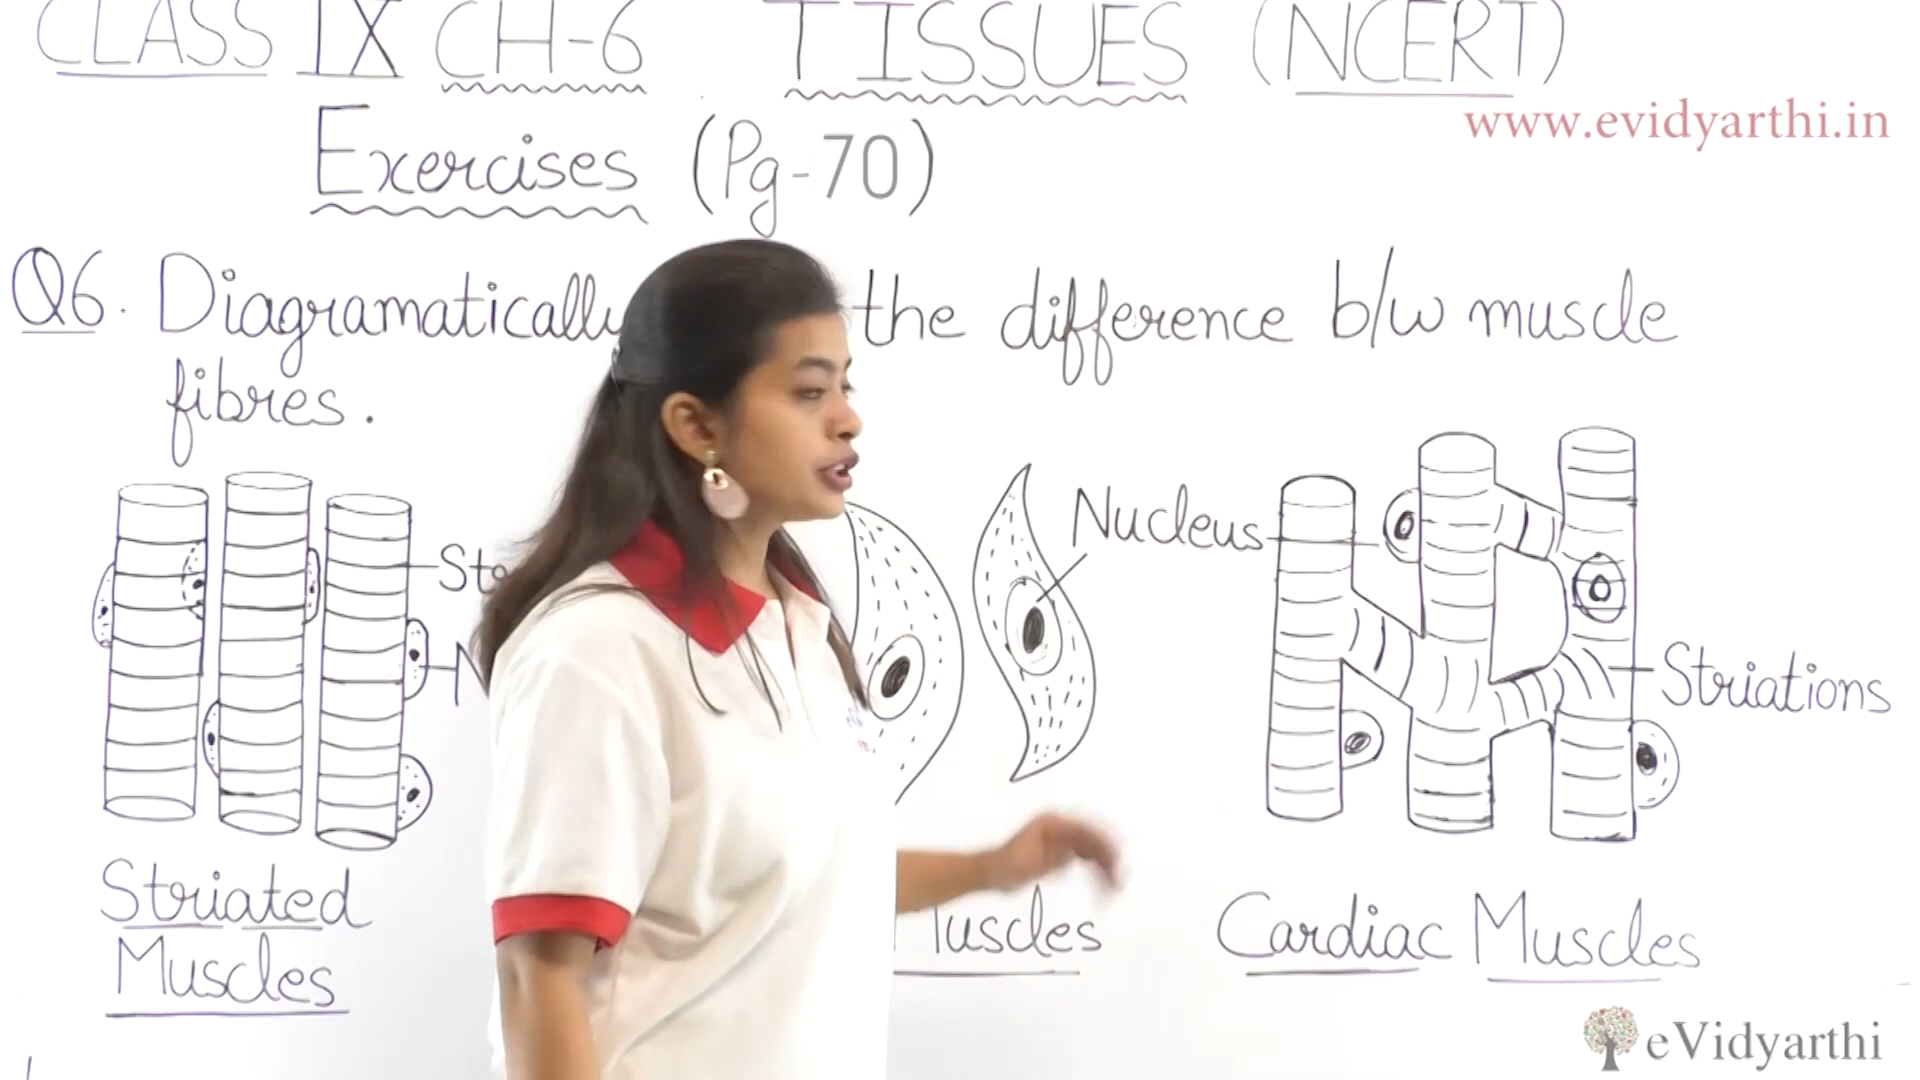 CLASS IX CH-6 TISSUES (NCERT)
www.evidyarthi.in
Exercises (Pg-70)
Q6. Diagramatically the difference b/w muscle
fibres.
Nucleus
Striations
Striated
Muscles
Muscles
Cardiac Muscles
eVidyarthi